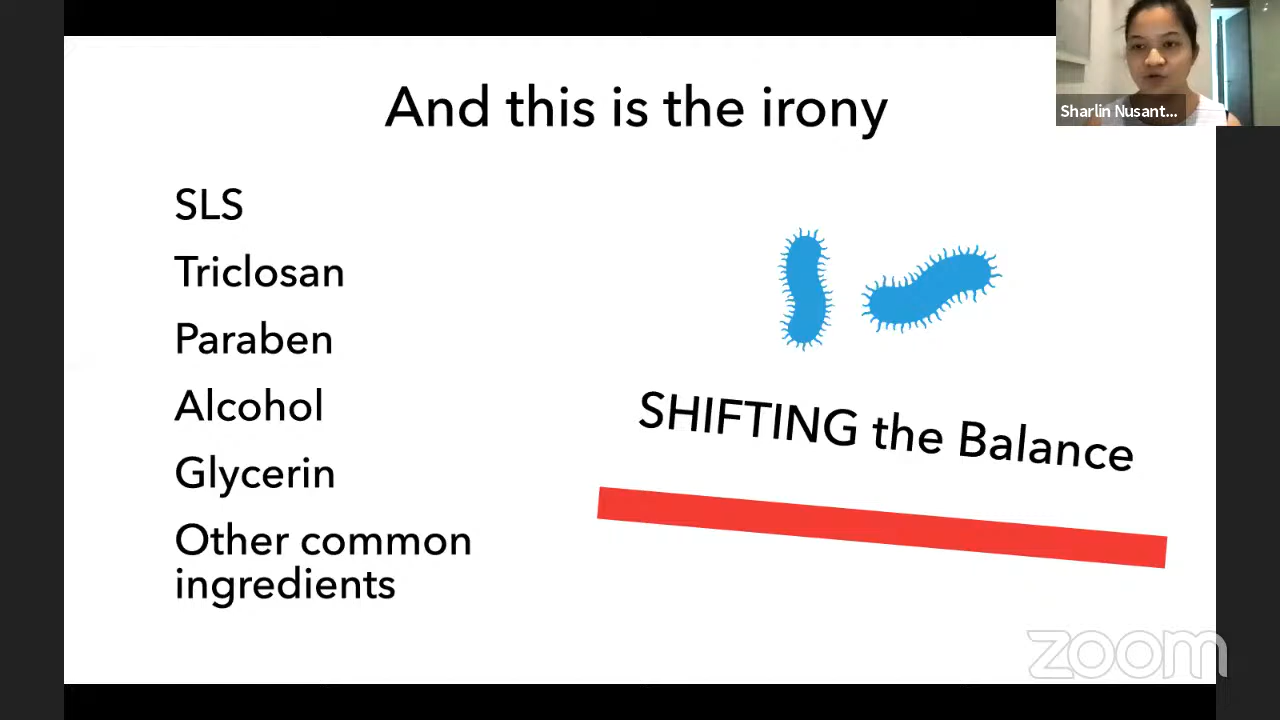 And this is the irony
Sharlin Nusant...
SLS
Triclosan
Paraben
Alcohol
Glycerin
Other common
ingredients
SHIFTING the Balance
zoom